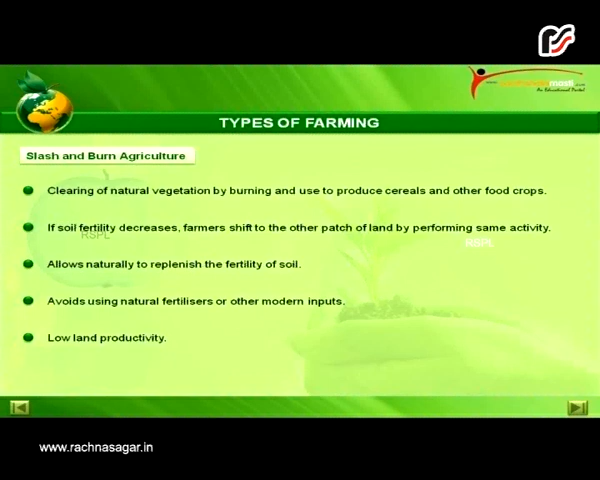 An Educational Portal
TYPES OF FARMING
Slash and Burn Agriculture
Clearing of natural vegetation by burning and use to produce cereals and other food crops.
If soil fertility decreases, farmers shift to the other patch of land by performing same activity.
RSPL
RSPL
Allows naturally to replenish the fertility of soil.
Avoids using natural fertilisers or other modern inputs.
Low land productivity.
www.rachnasagar.in